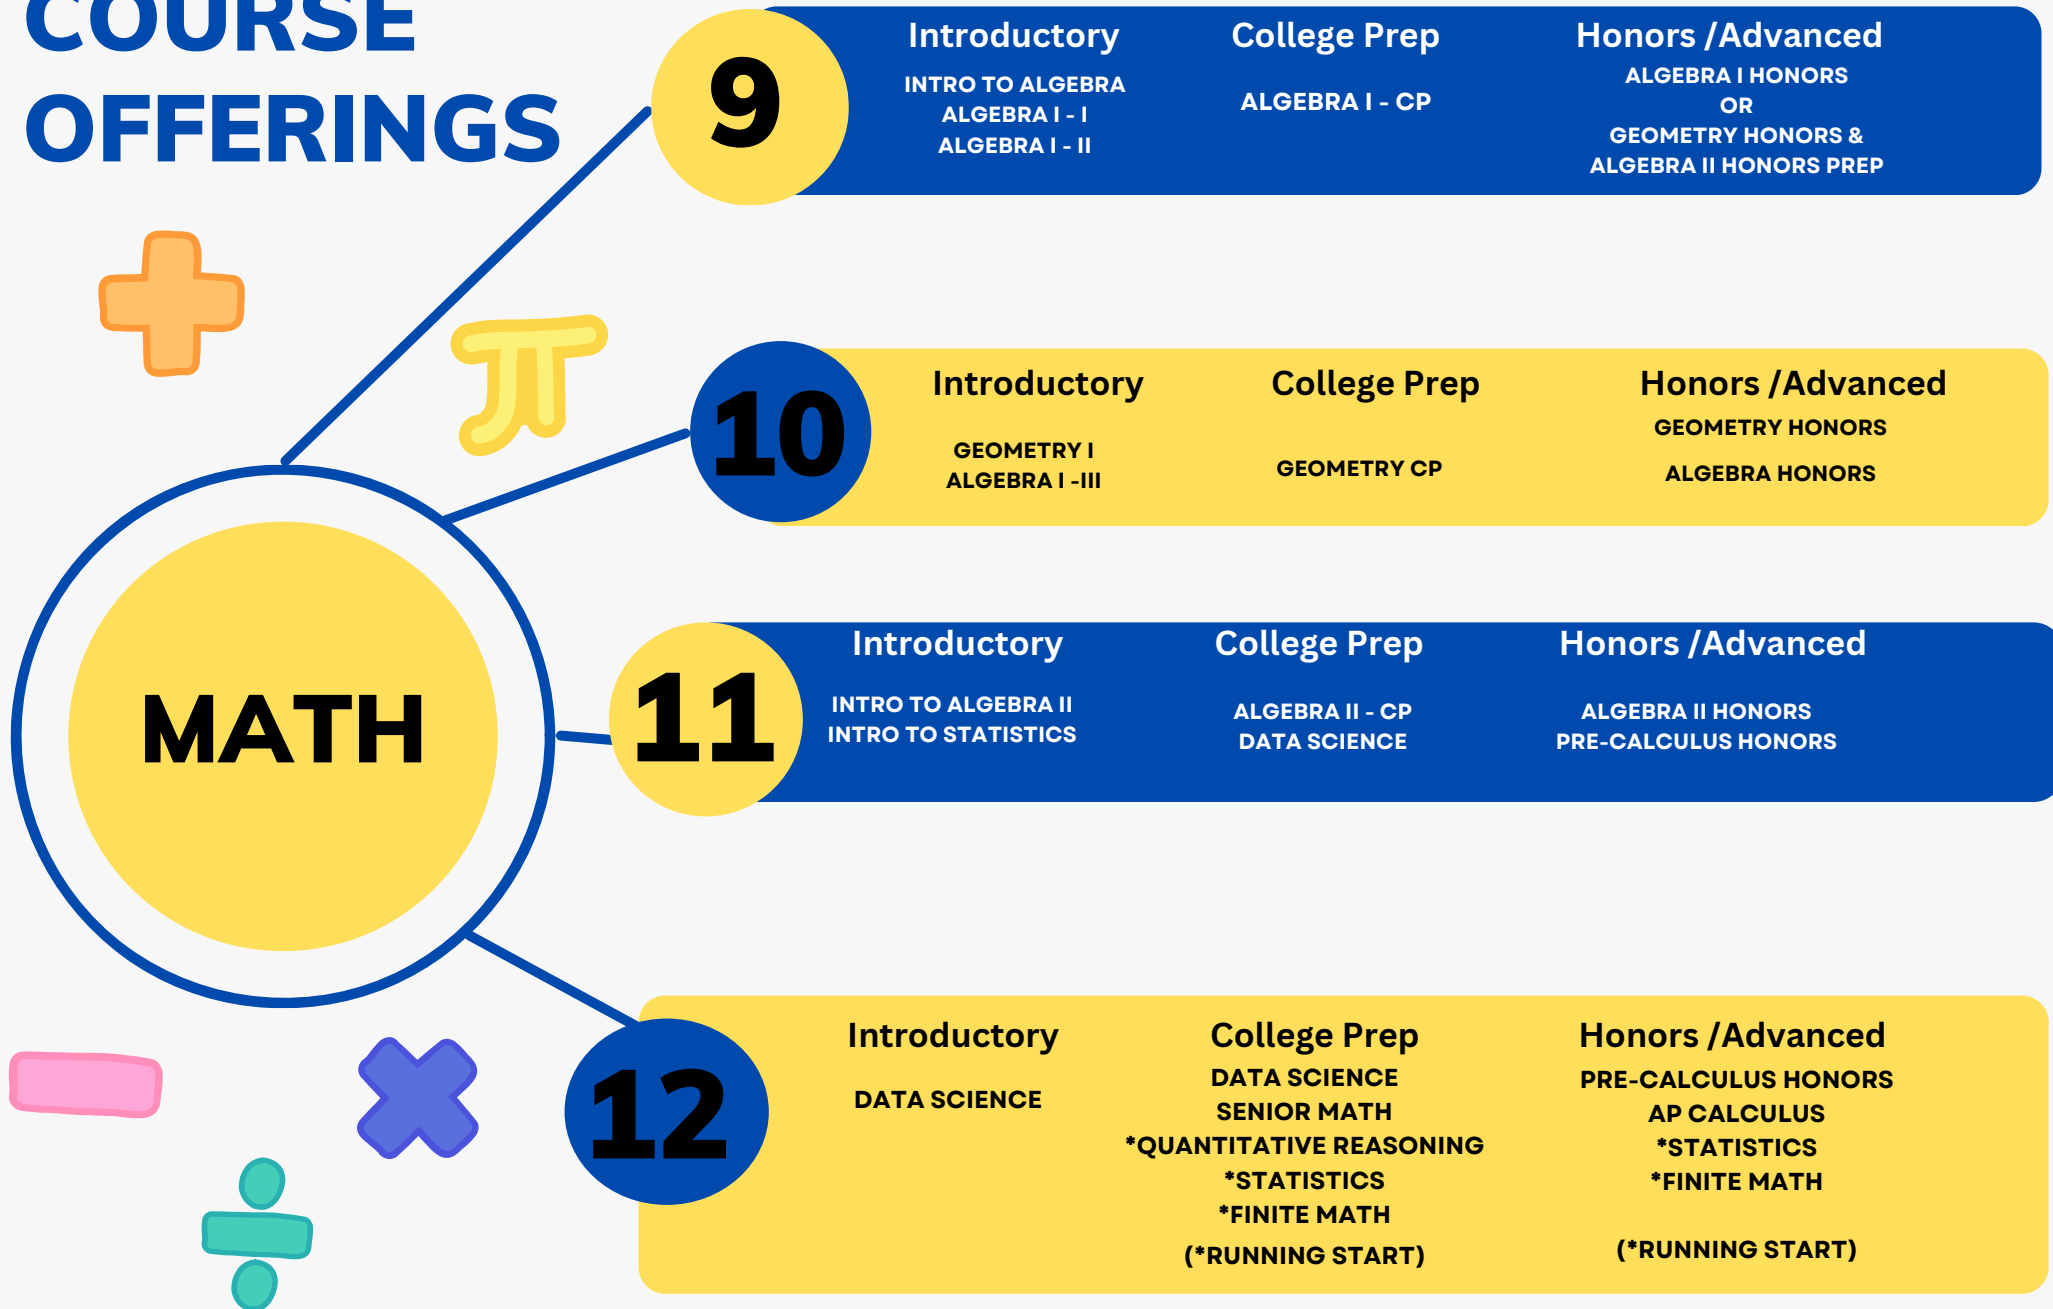 COURSE
OFFERINGS
9
Introductory
INTRO TO ALGEBRA
ALGEBRA I - I
ALGEBRA I - II
College Prep
ALGEBRA I - CP
Honors /Advanced
ALGEBRA I HONORS
OR
GEOMETRY HONORS &
ALGEBRA II HONORS PREP
π
10
Introductory
GEOMETRY I
ALGEBRA I -III
College Prep
GEOMETRY CP
Honors /Advanced
GEOMETRY HONORS
ALGEBRA HONORS
MATH
11
Introductory
INTRO TO ALGEBRA II
INTRO TO STATISTICS
College Prep
ALGEBRA II - CP
DATA SCIENCE
Honors /Advanced
ALGEBRA II HONORS
PRE-CALCULUS HONORS
12
Introductory
DATA SCIENCE
College Prep
DATA SCIENCE
SENIOR MATH
*QUANTITATIVE REASONING
*STATISTICS
*FINITE MATH
(*RUNNING START)
Honors /Advanced
PRE-CALCULUS HONORS
AP CALCULUS
*STATISTICS
*FINITE MATH
(*RUNNING START)